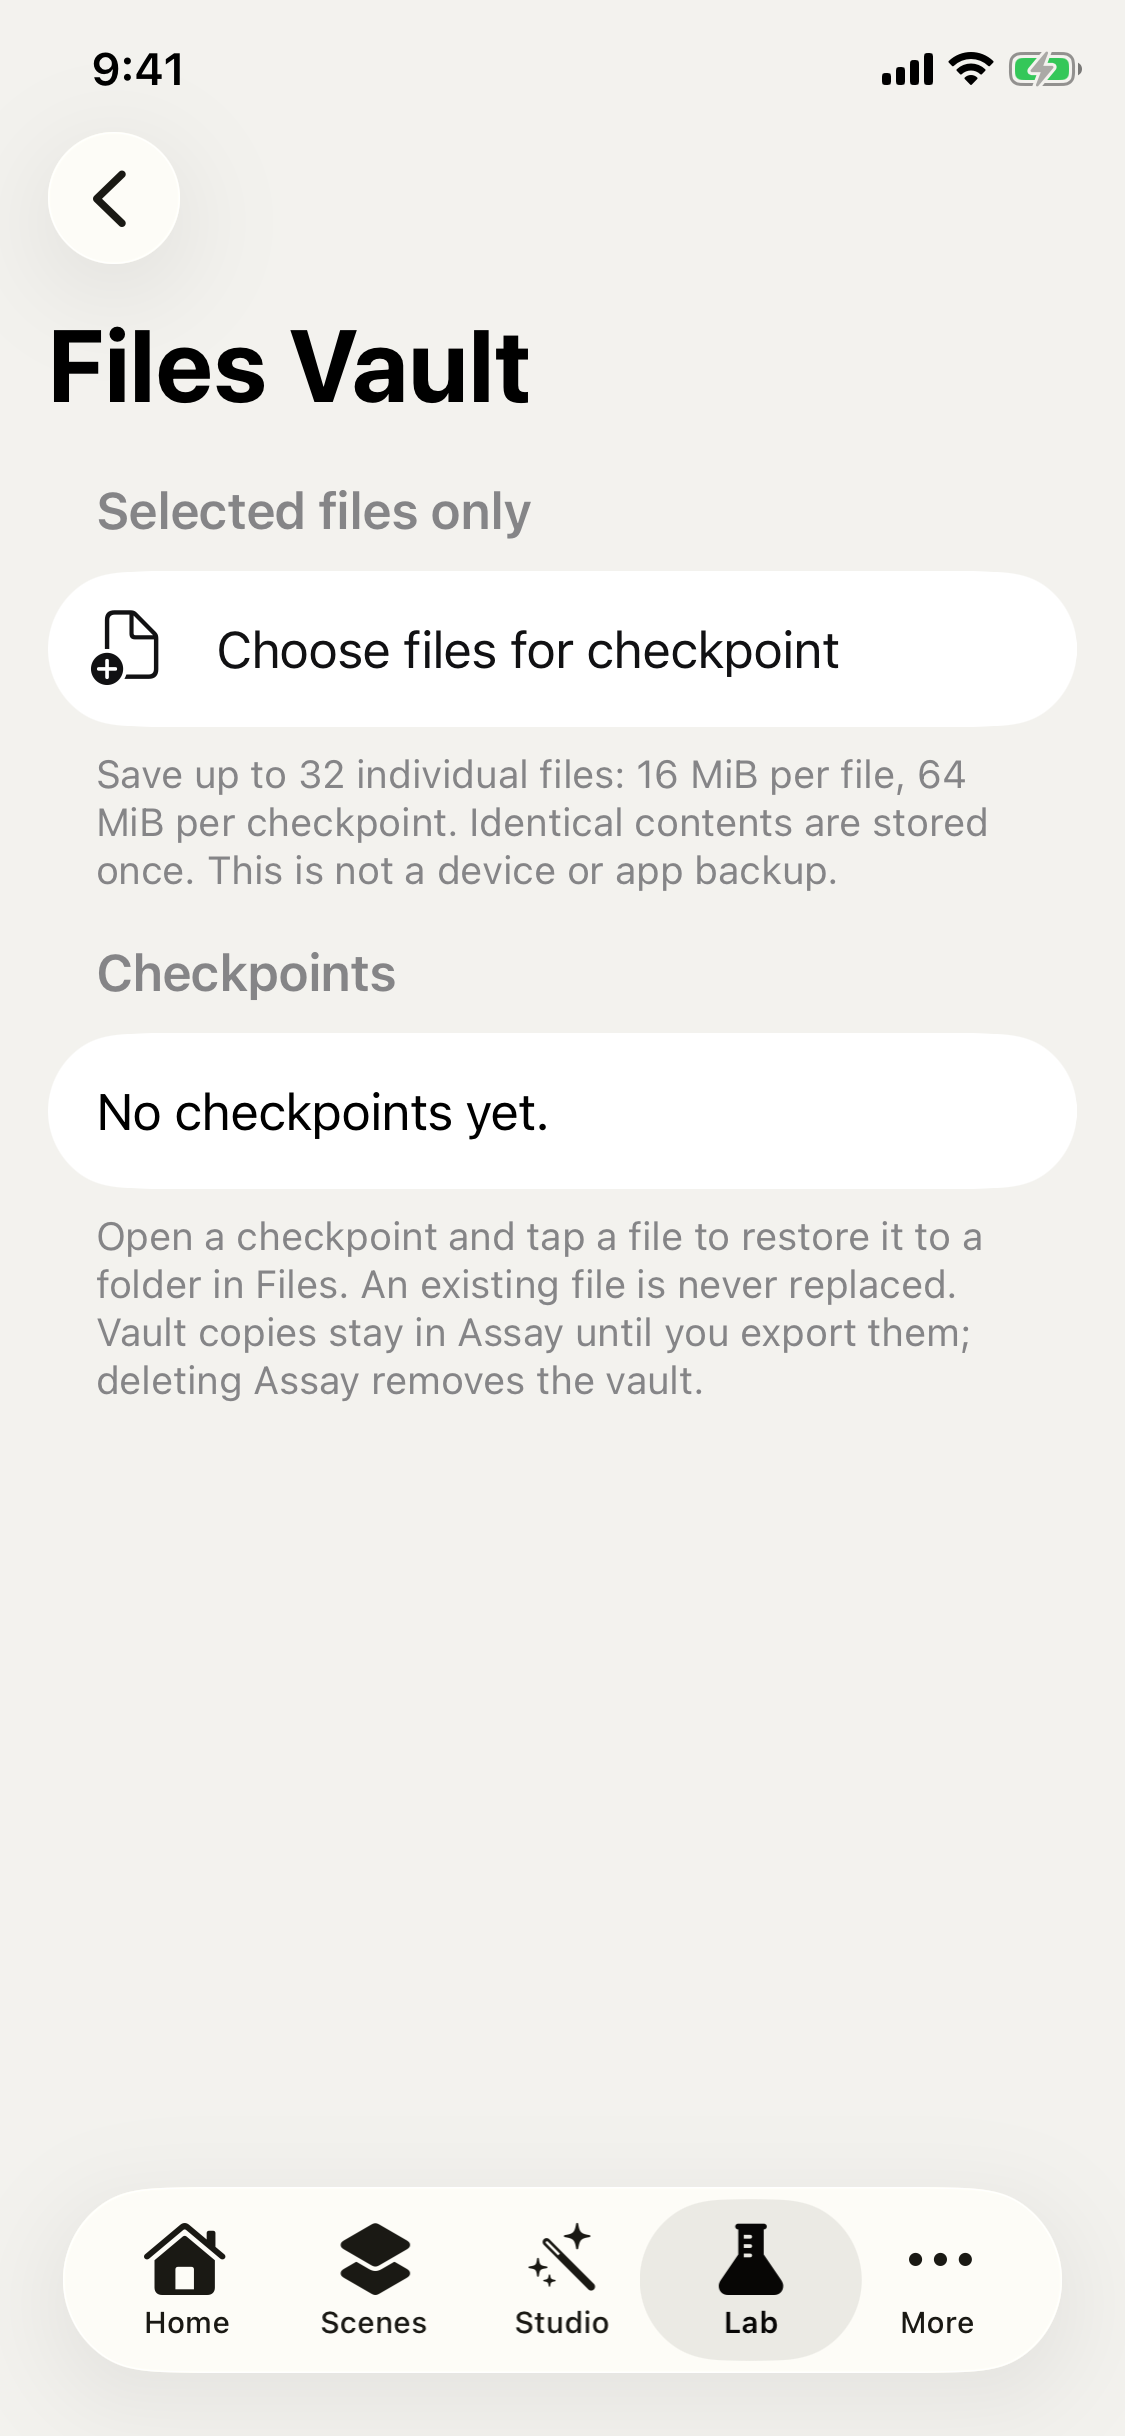 9:41
Files Vault
Selected files only
Choose files for checkpoint
Save up to 32 individual files: 16 MiB per file, 64
MiB per checkpoint. Identical contents are stored
once. This is not a device or app backup.
Checkpoints
No checkpoints yet.
Open a checkpoint and tap a file to restore it to a
folder in Files. An existing file is never replaced.
Vault copies stay in Assay until you export them;
deleting Assay removes the vault.
Home
Scenes
Studio
Lab
More